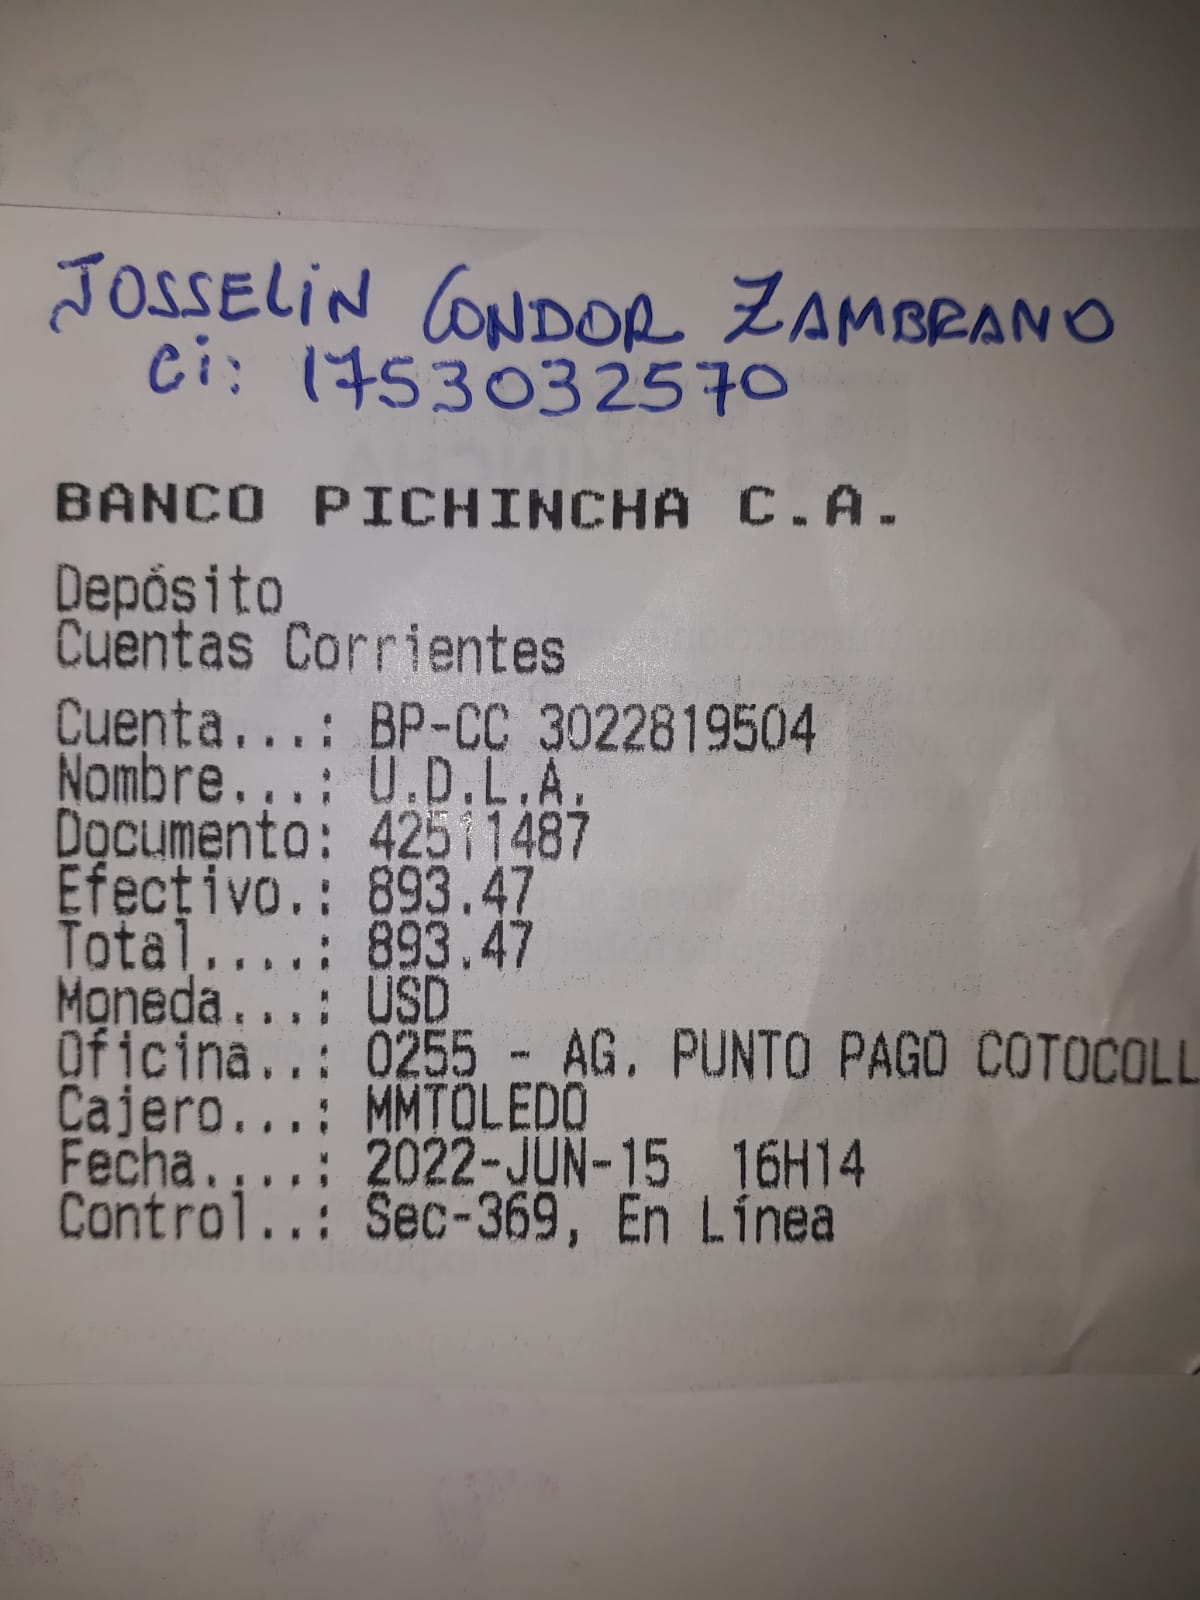 JOSSELIN CONDOR ZAMBRANO
Ci: 1753032570
BANCO PICHINCHA C.A.
Depósito
Cuentas Corrientes
Cuenta...: BP-CC 3022819504
Nombre...: U.D.L.A.
Documento: 42511487
Efectivo.: 893.47
Total....: 893.47
Moneda...: USD
Oficina..: 0255 - AG. PUNTO PAGO COTOCOLL
Cajero...: MMTOLEDO
Fecha....: 2022-JUN-15 16H14
Control..: Sec-369, En Línea